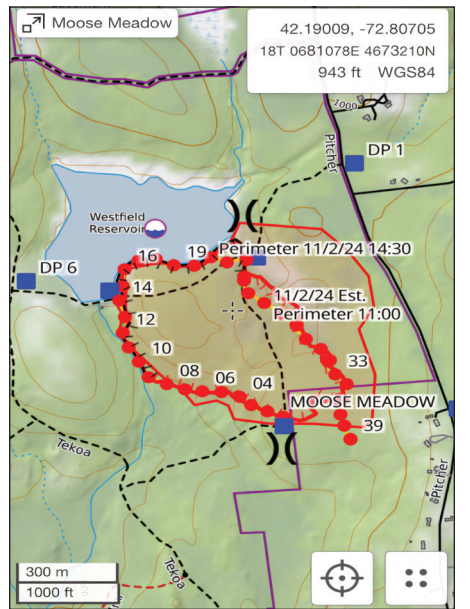 Moose Meadow
42.19009, -72.80705
18T 0681078E 4673210N
943 ft WGS84
1000
Pitcher
DP 1
Westfield
Reservoir
16
19
Perimeter 11/2/24 14:30
DP 6
14
11/2/24 Est.
Perimeter 11:00
12
10
33
08
06
04
MOOSE MEADOW
39
Tekoa
Pitcher
Tekoa
300 m
1000 ft